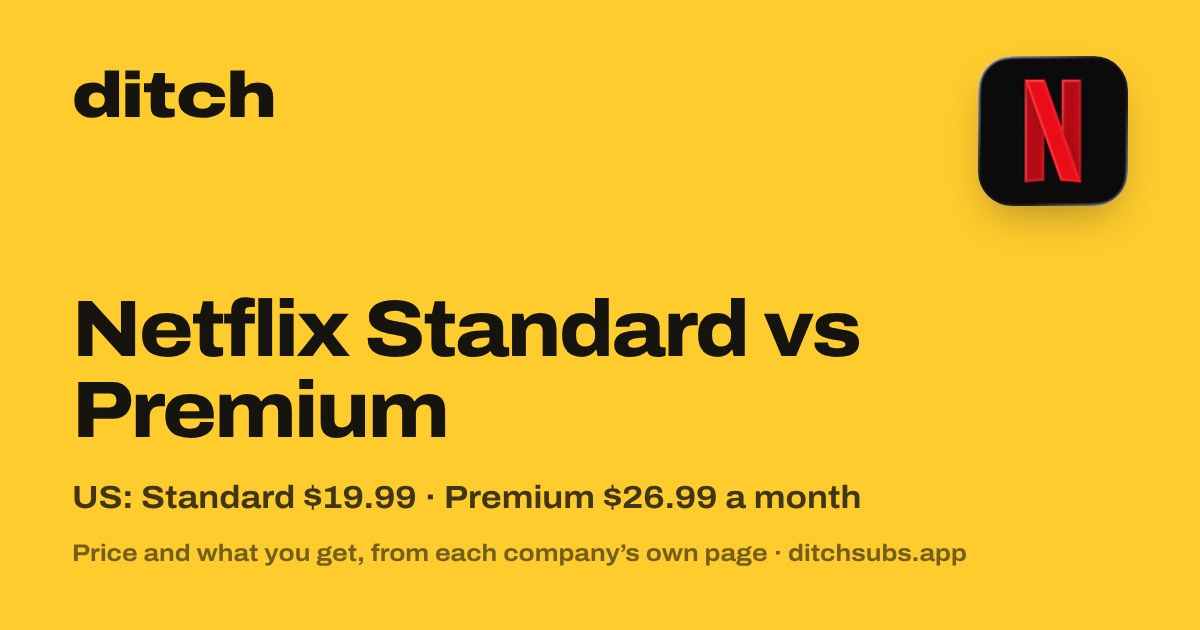 ditch
N
Netflix Standard vs
Premium
US: Standard $19.99 · Premium $26.99 a month
Price and what you get, from each company’s own page · ditchsubs.app